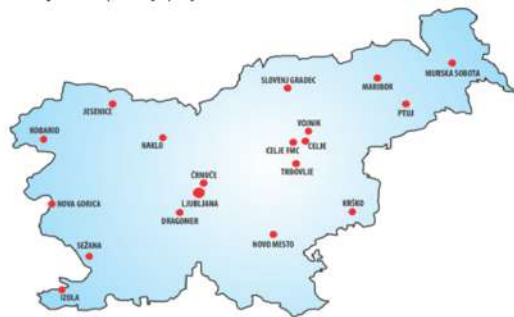 SLOVENJ GRADEC
MARIBOR
MURSKA SOBOTA
PTUJ
JESENICE
KOBARID
NAKLO
VOJNIK
CELJE FMC
CELJE
TRBOVLJE
ČRNUČE
LJUBLJANA
NOVA GORICA
DRAGOMER
KRŠKO
NOVO MESTO
SEŽANA
IZOLA